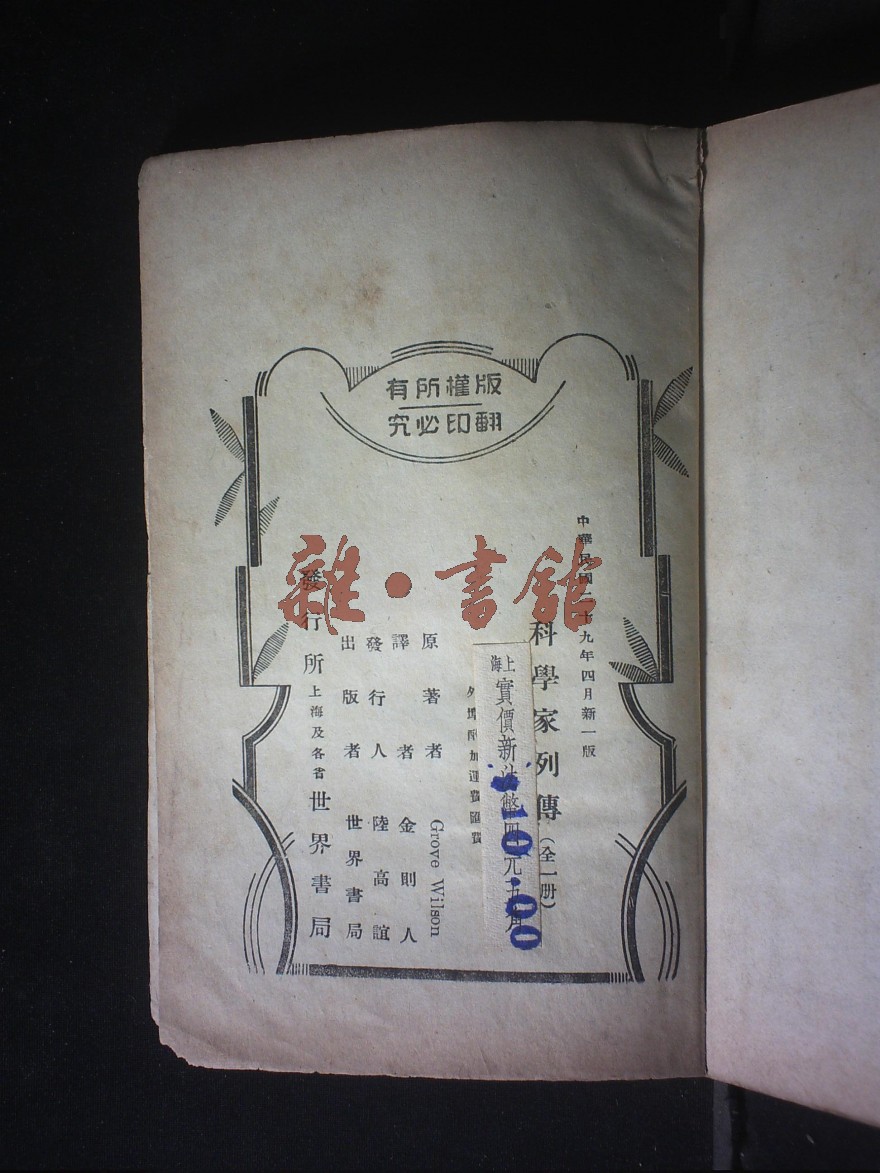 版權所有
翻印必究
中華民國二十九年四月新一版
科學家列傳(全一册)
上海
實價新法幣四元五角
10.00
外埠酌加運費匯費
原著者 Grove Wilson
譯者 金則人
發行人 陸高誼
出版者 世界書局
發行所 上海及各省 世界書局
雜·書館